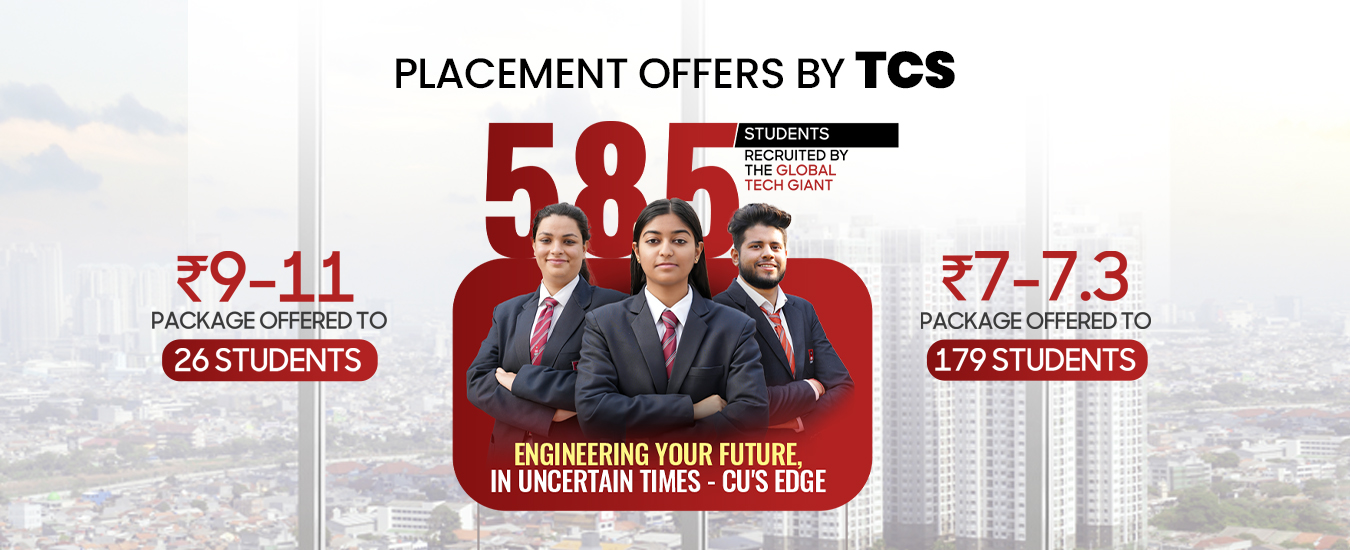 PLACEMENT OFFERS BY TCS
585
STUDENTS
RECRUITED BY
THE GLOBAL
TECH GIANT
₹9-11
PACKAGE OFFERED TO
26 STUDENTS
₹7-7.3
PACKAGE OFFERED TO
179 STUDENTS
ENGINEERING YOUR FUTURE,
IN UNCERTAIN TIMES - CU'S EDGE